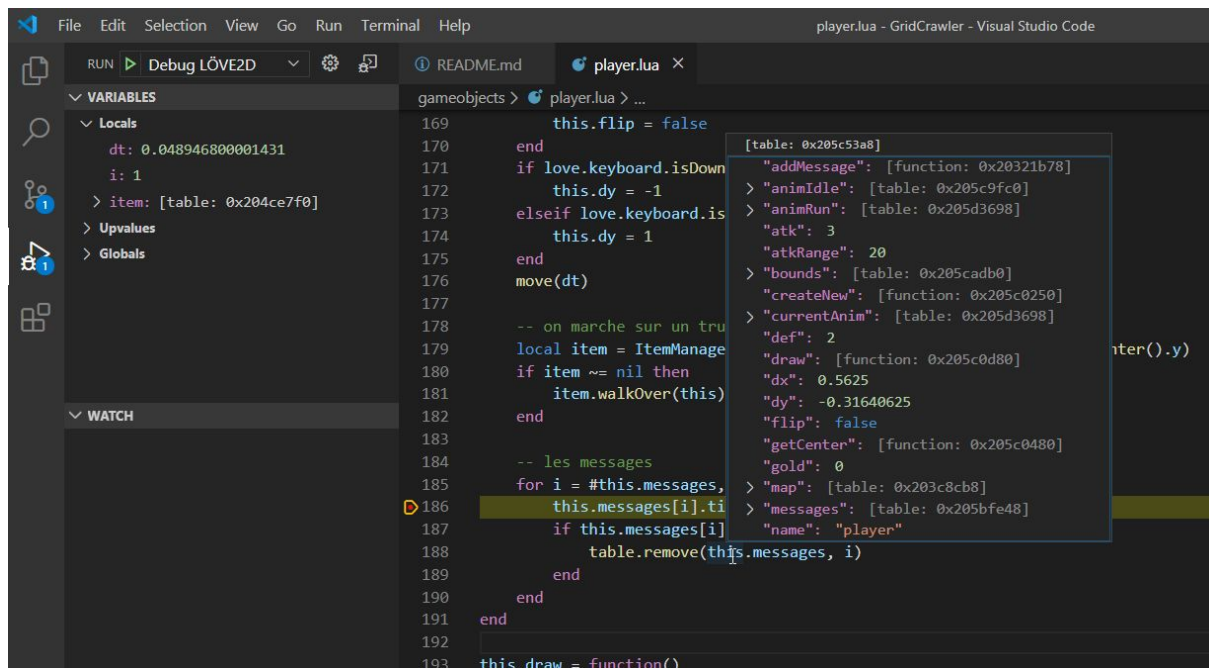 File Edit Selection View Go Run Terminal Help
player.lua - GridCrawler - Visual Studio Code
RUN Debug LÖVE2D
README.md
player.lua
VARIABLES
Locals
dt: 0.048946800001431
i: 1
item: [table: 0x204ce7f0]
Upvalues
Globals
WATCH
1
1
gameobjects > player.lua > ...
169 this.flip = false
170 end
171 if love.keyboard.isDown
172 this.dy = -1
173 elseif love.keyboard.is
174 this.dy = 1
175 end
176 move(dt)
177
178 -- on marche sur un tru
179 local item = ItemManage nter().y)
180 if item ~= nil then
181 item.walkOver(this)
182 end
183
184 -- les messages
185 for i = #this.messages,
186 this.messages[i].ti
187 if this.messages[i]
188 table.remove(this.messages, i)
189 end
190 end
191 end
192
193 this.draw = function()
[table: 0x205c53a8]
"addMessage": [function: 0x20321b78]
"animIdle": [table: 0x205c9fc0]
"animRun": [table: 0x205d3698]
"atk": 3
"atkRange": 20
"bounds": [table: 0x205cadb0]
"createNew": [function: 0x205c0250]
"currentAnim": [table: 0x205d3698]
"def": 2
"draw": [function: 0x205c0d80]
"dx": 0.5625
"dy": -0.31640625
"flip": false
"getCenter": [function: 0x205c0480]
"gold": 0
"map": [table: 0x203c8cb8]
"messages": [table: 0x205bfe48]
"name": "player"